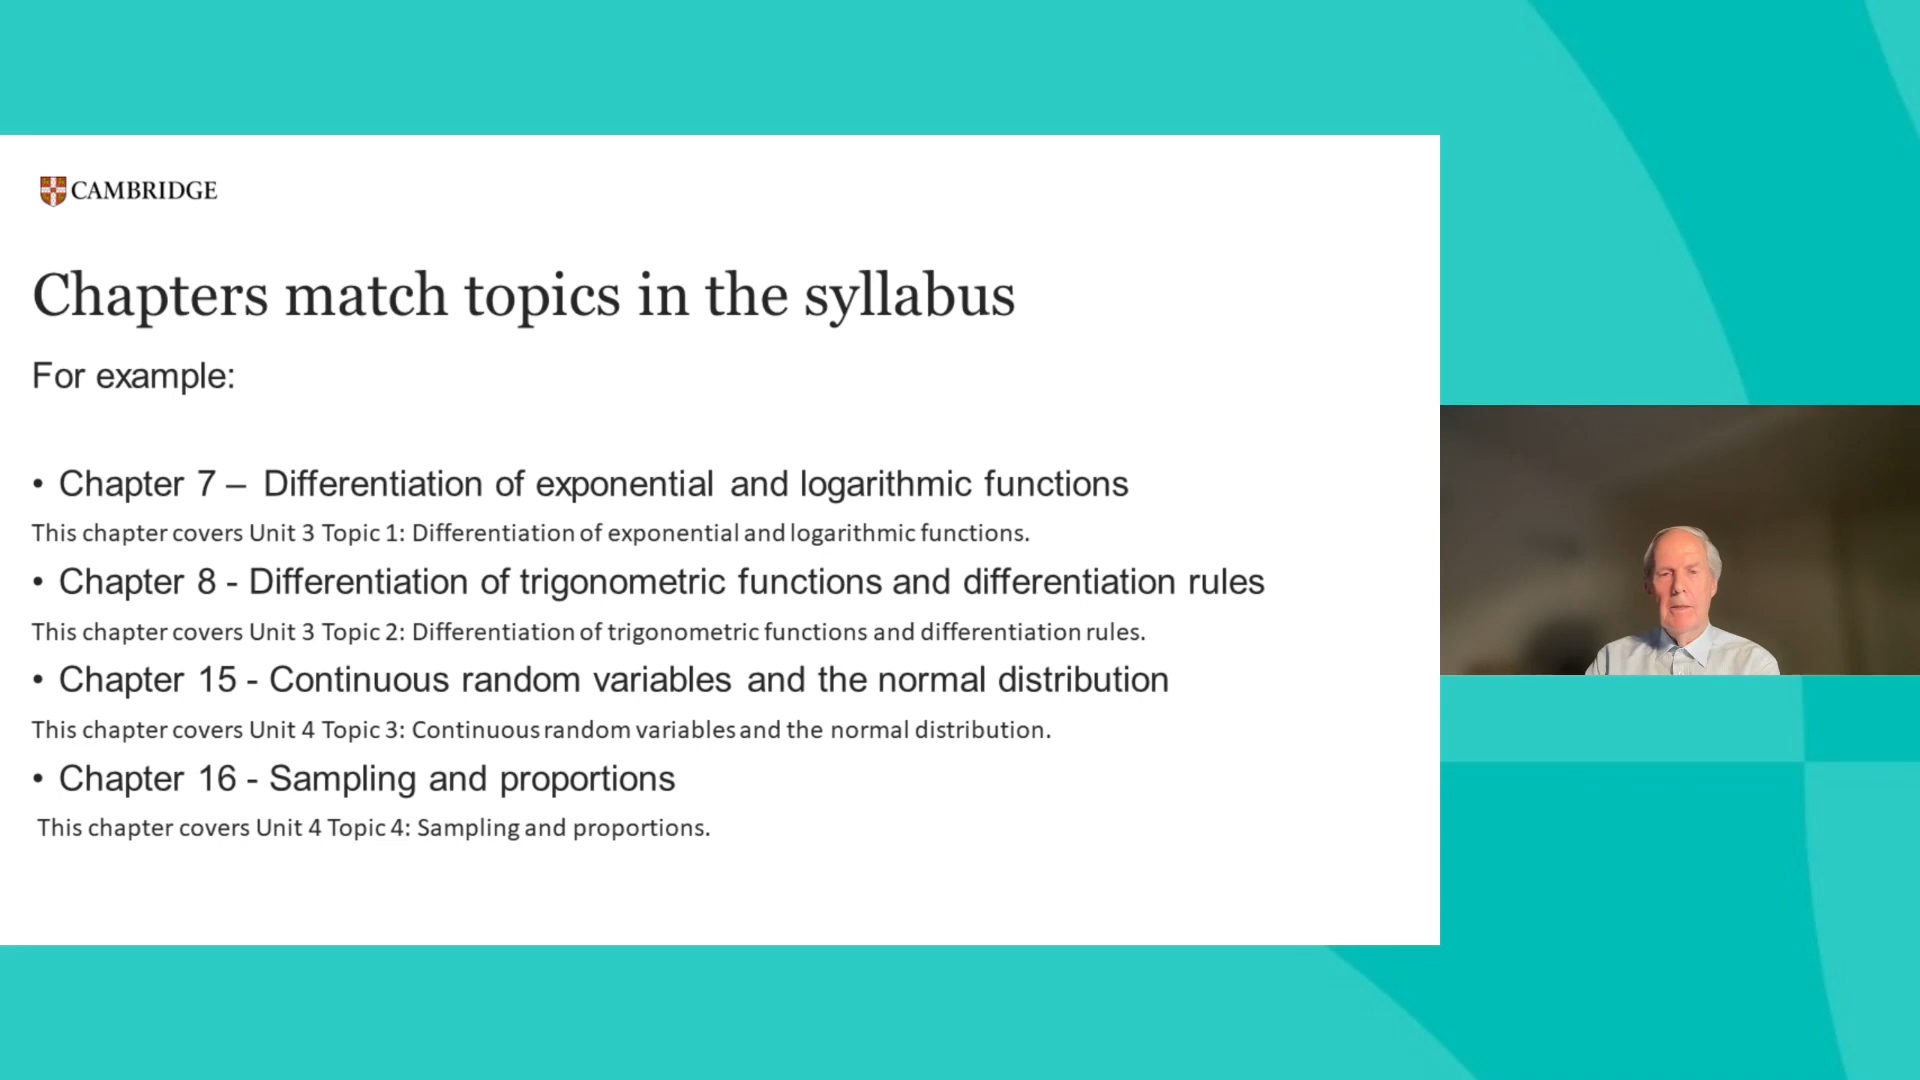 CAMBRIDGE
Chapters match topics in the syllabus
For example:
• Chapter 7 – Differentiation of exponential and logarithmic functions
This chapter covers Unit 3 Topic 1: Differentiation of exponential and logarithmic functions.
• Chapter 8 - Differentiation of trigonometric functions and differentiation rules
This chapter covers Unit 3 Topic 2: Differentiation of trigonometric functions and differentiation rules.
• Chapter 15 - Continuous random variables and the normal distribution
This chapter covers Unit 4 Topic 3: Continuous random variables and the normal distribution.
• Chapter 16 - Sampling and proportions
This chapter covers Unit 4 Topic 4: Sampling and proportions.